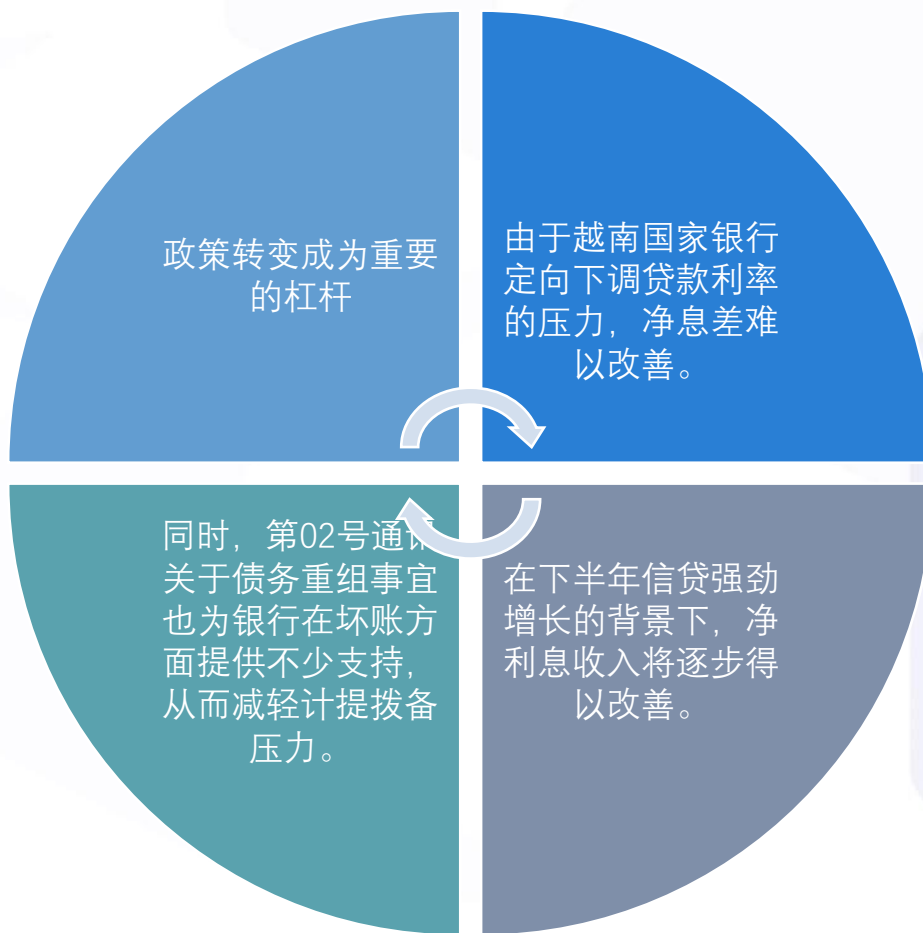 政策转变成为重要
的杠杆
由于越南国家银行
定向下调贷款利率
的压力，净息差难
以改善。
同时，第02号通
关于债务重组事宜
也为银行在坏账方
面提供不少支持，
从而减轻计提拨备
压力。
在下半年信贷强劲
增长的背景下，净
利息收入将逐步得
以改善。